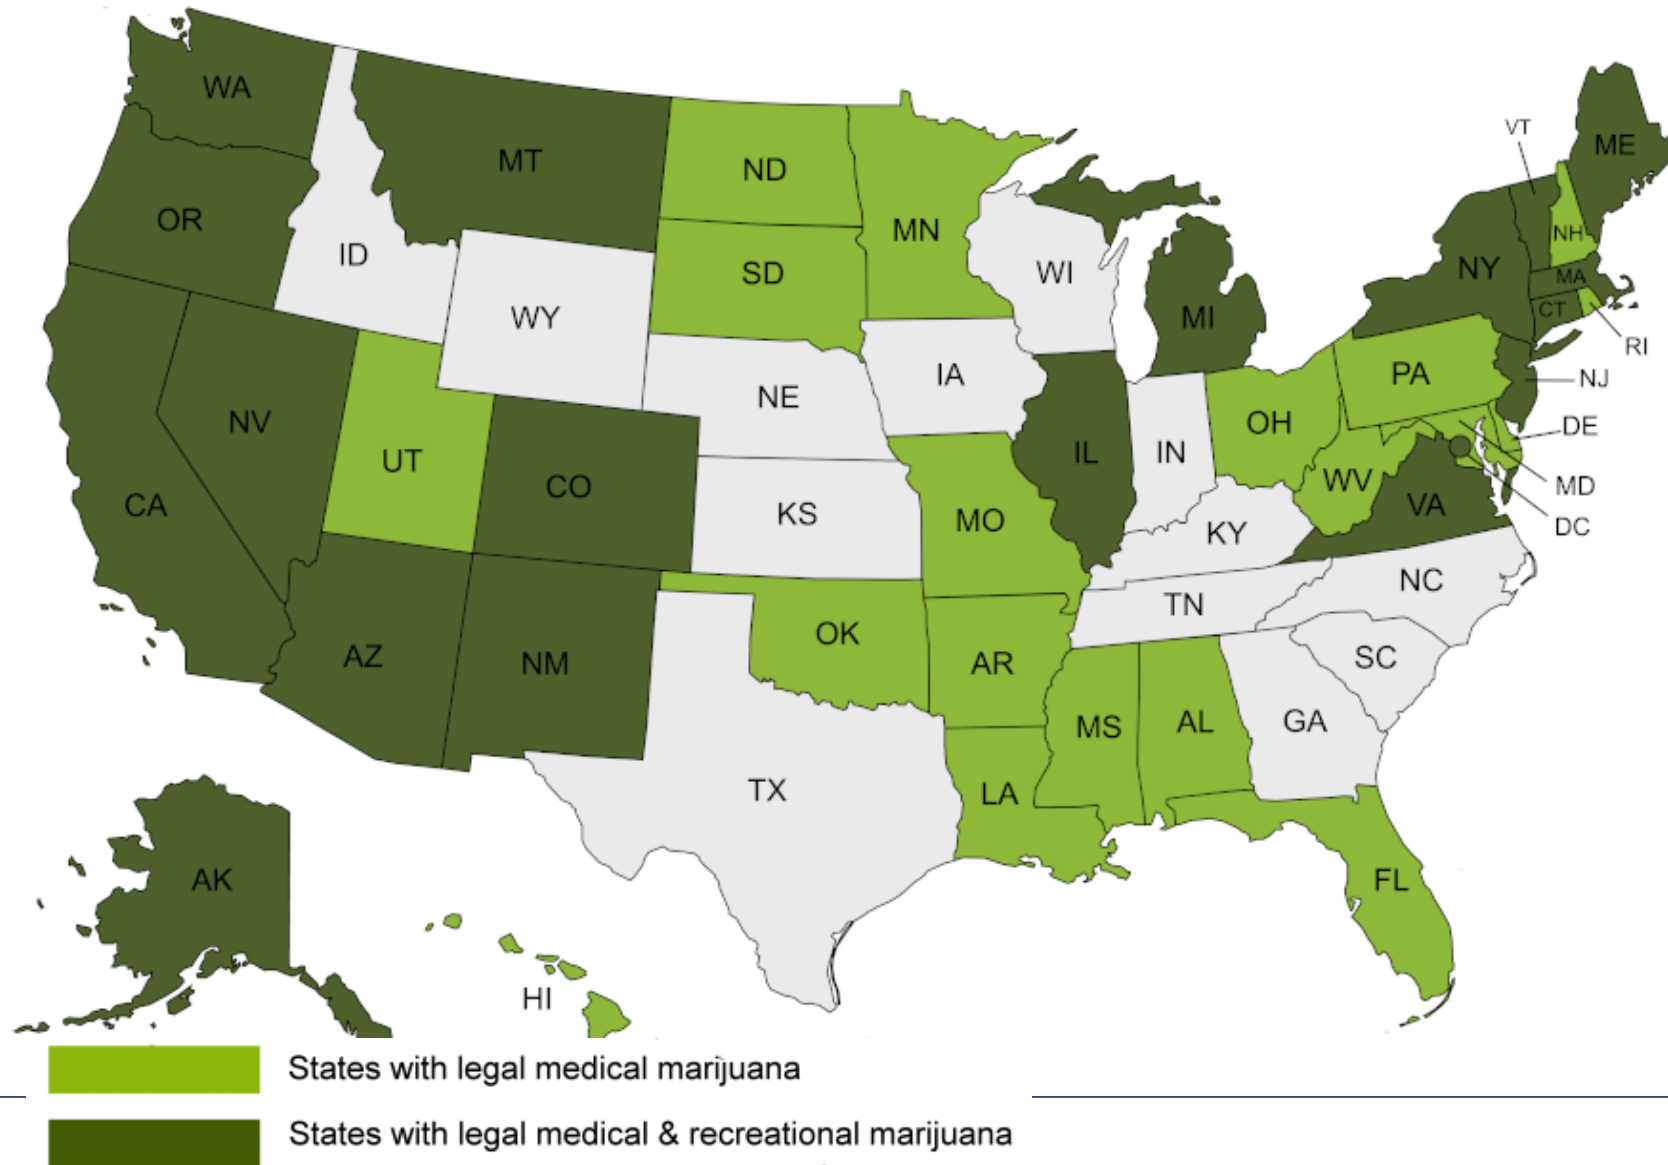 WA
MT
ND
MN
VT
ME
OR
ID
WY
SD
WI
MI
NY
NH
MA
CT
RI
NV
UT
CO
NE
IA
IL
IN
OH
PA
NJ
DE
MD
DC
CA
KS
MO
KY
WV
VA
AZ
NM
OK
AR
TN
NC
SC
TX
LA
MS
AL
GA
FL
AK
HI
States with legal medical marijuana
States with legal medical & recreational marijuana